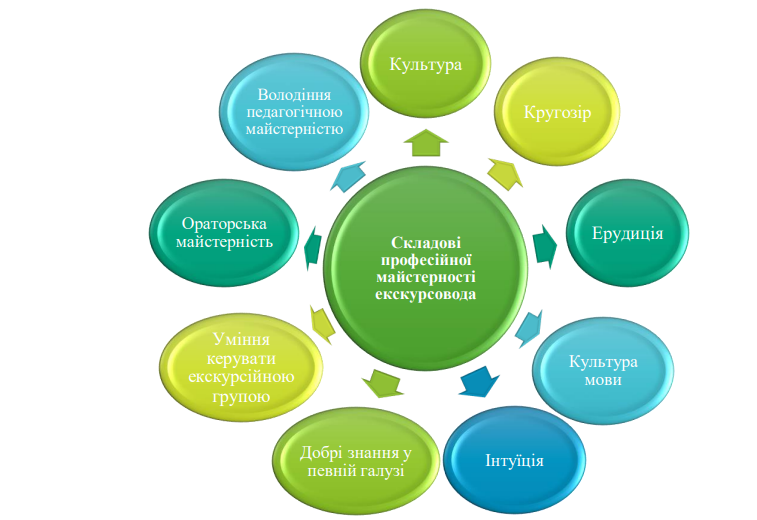 Складові
професійної
майстерності
екскурсовода
Культура
Кругозір
Ерудиція
Культура
мови
Інтуїція
Добрі знання у
певній галузі
Уміння
керувати
екскурсійною
групою
Ораторська
майстерність
Володіння
педагогічною
майстерністю